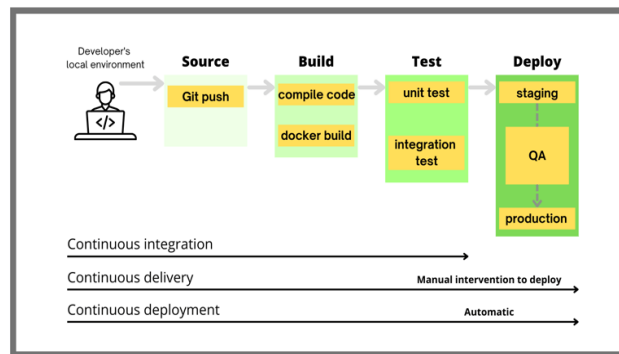 Developer's
local environment
</>
Source
Git push
Build
compile code
docker build
Test
unit test
integration
test
Deploy
staging
QA
production
Continuous integration
Continuous delivery
Manual intervention to deploy
Continuous deployment
Automatic